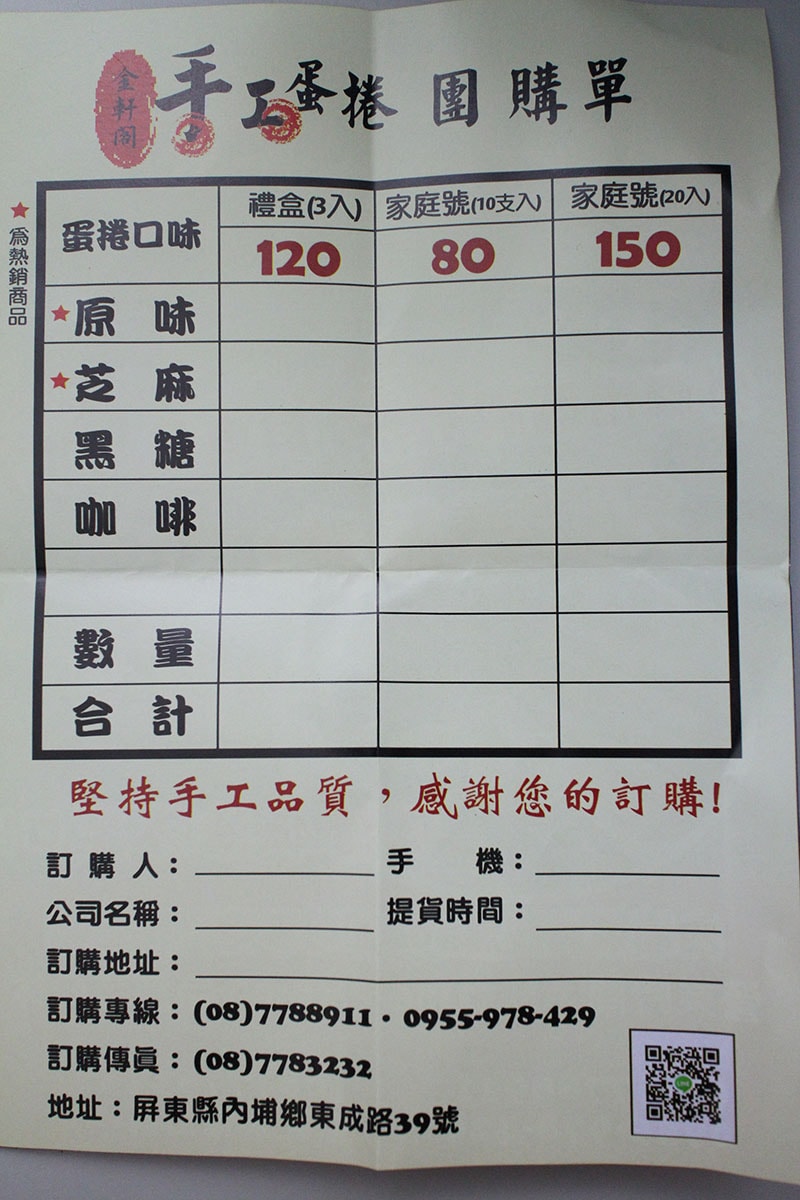 金軒閣
手工蛋捲 團購單
★為熱銷商品
蛋捲口味 禮盒(3入) 家庭號(10支入) 家庭號(20入)
120 80 150
★原 味
★芝 麻
黑 糖
咖 啡
數 量
合 計
堅持手工品質，感謝您的訂購!
訂 購 人： 手 機：
公司名稱： 提貨時間：
訂購地址：
訂購專線：(08)7788911·0955-978-429
訂購傳真：(08)7783232
地址：屏東縣內埔鄉東成路39號